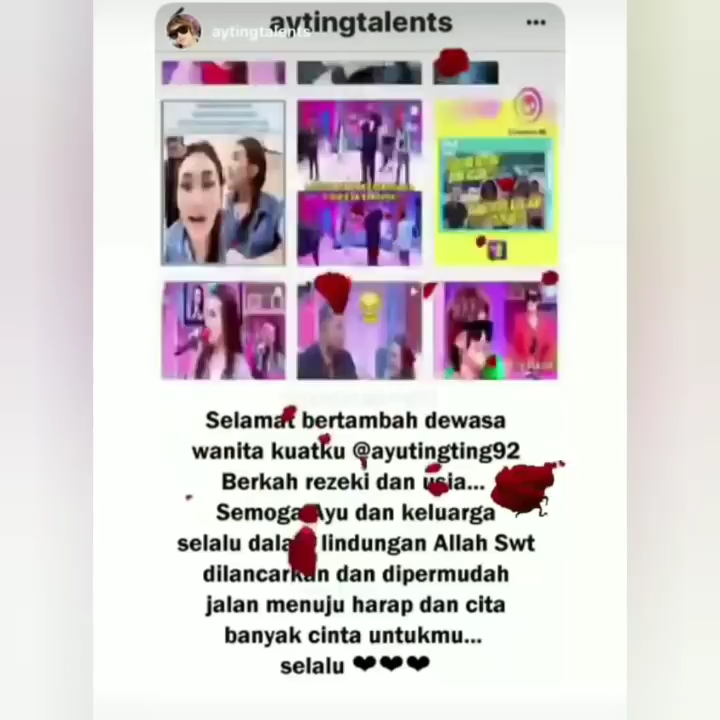 aytingtalents
aytingtalents
Selamat bertambah dewasa
wanita kuatku @ayutingting92
Berkah rezeki dan usia...
Semoga Ayu dan keluarga
selalu dalam lindungan Allah Swt
dilancarkan dan dipermudah
jalan menuju harap dan cita
banyak cinta untukmu...
selalu ❤❤❤